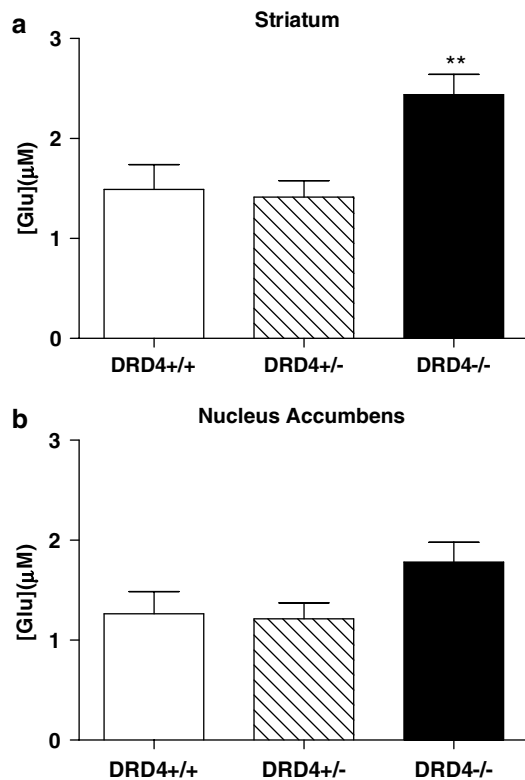 a
Striatum
3
**
2
[Glu](μM)
1
0
DRD4+/+ DRD4+/- DRD4-/-
b
Nucleus Accumbens
3
2
[Glu](μM)
1
0
DRD4+/+ DRD4+/- DRD4-/-